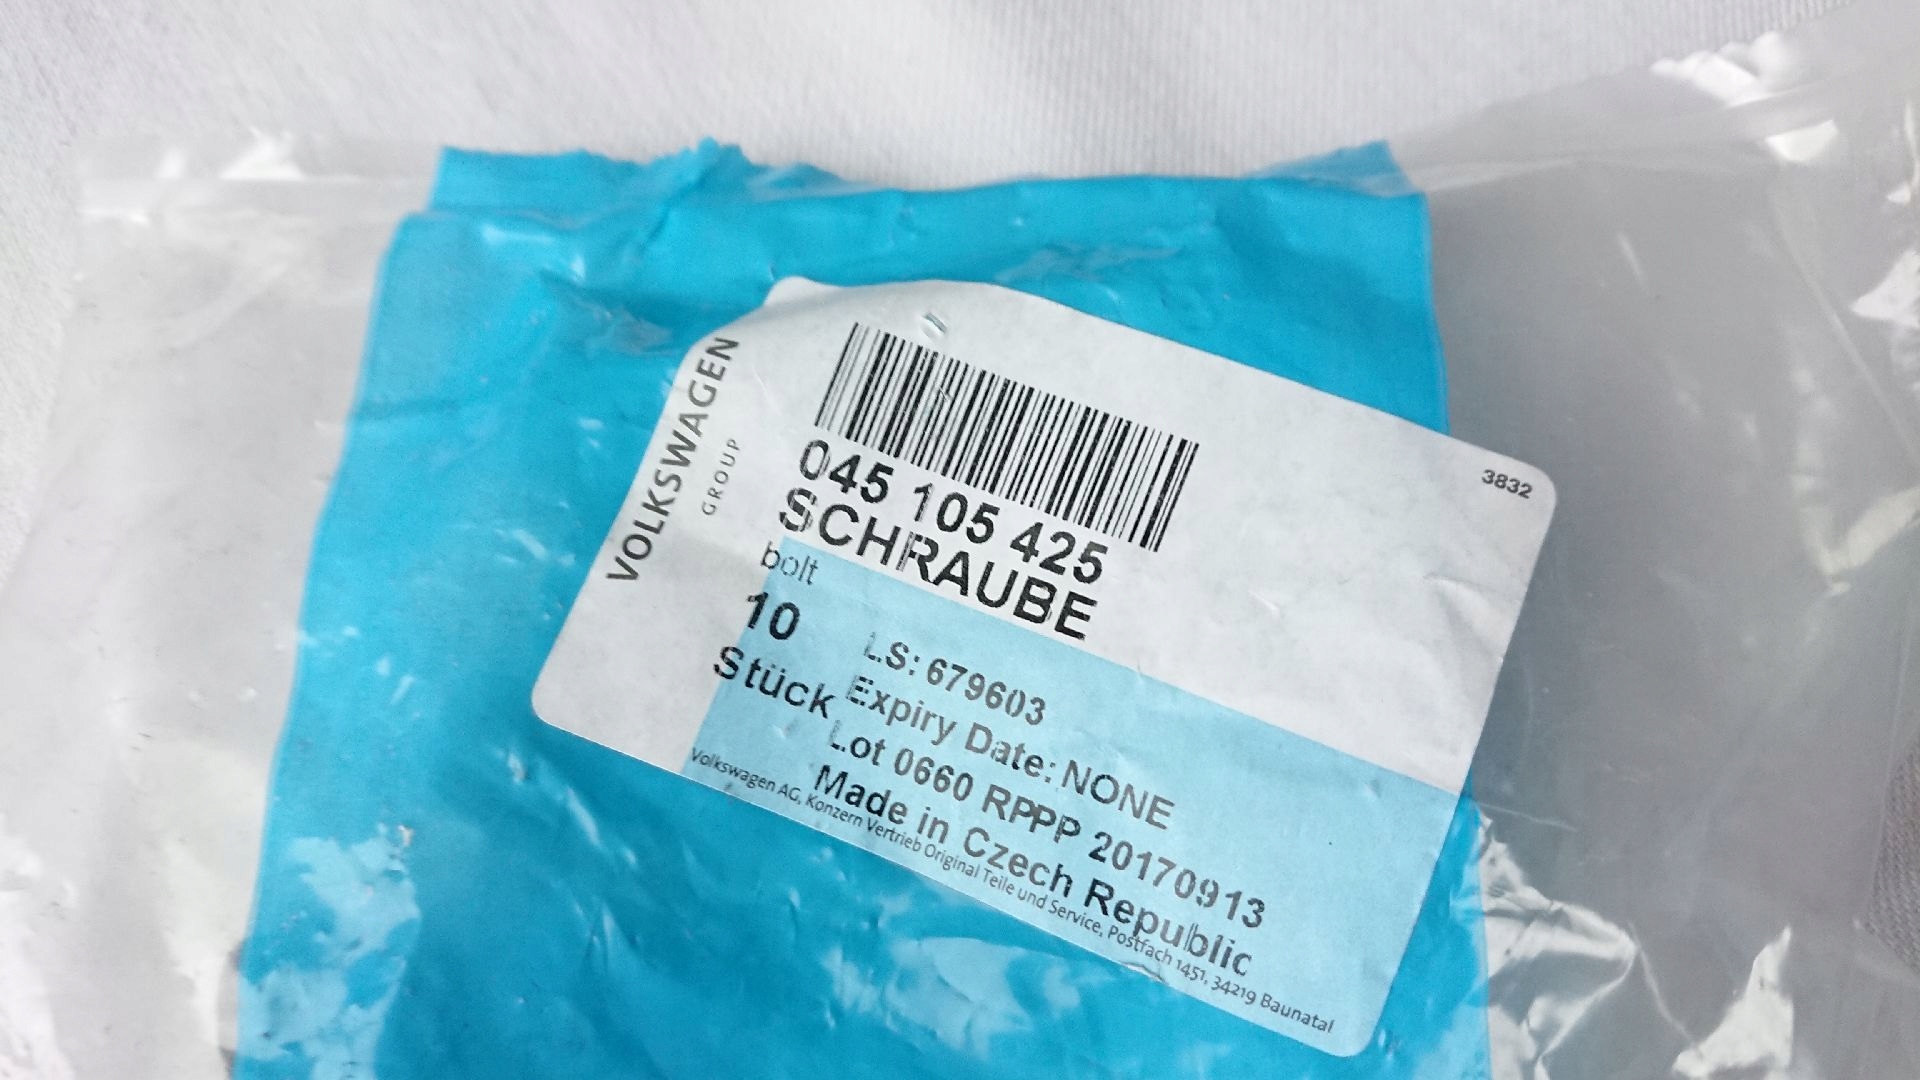 VOLKSWAGEN
GROUP
3832
045 105 425
SCHRAUBE
bolt
10
Stück
LS: 679603
Expiry Date: NONE
Lot 0660 RPPP 20170913
Made in Czech Republic
Volkswagen AG, Konzern Vertrieb Original Teile und Service, Postfach 1451, 34219 Baunatal